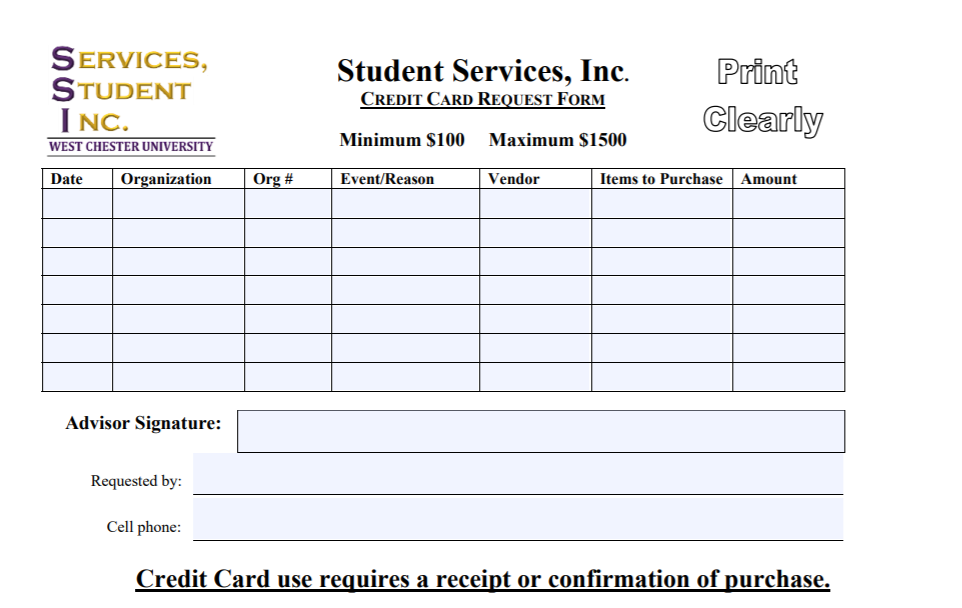 SERVICES,
STUDENT
INC.
WEST CHESTER UNIVERSITY
Student Services, Inc.
CREDIT CARD REQUEST FORM
Minimum $100 Maximum $1500
Print
Clearly
Date Organization Org # Event/Reason Vendor Items to Purchase Amount
Advisor Signature:
Requested by:
Cell phone:
Credit Card use requires a receipt or confirmation of purchase.